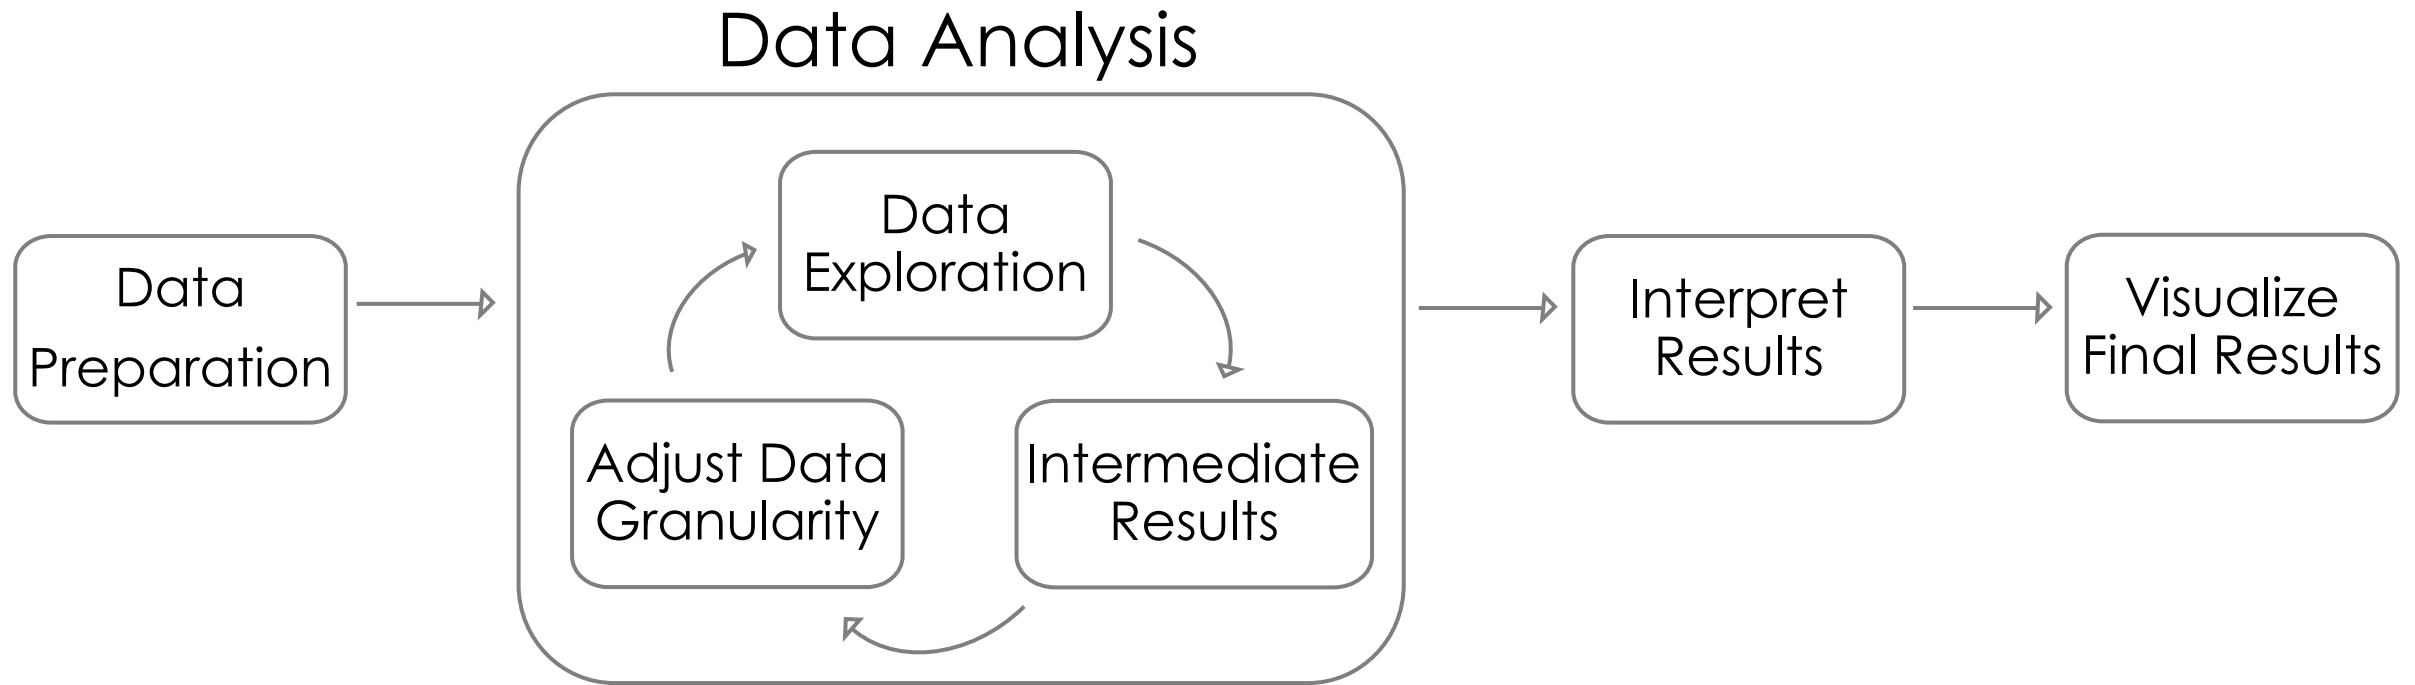 Data Analysis
Data
Preparation
Data
Exploration
Adjust Data
Granularity
Intermediate
Results
Interpret
Results
Visualize
Final Results